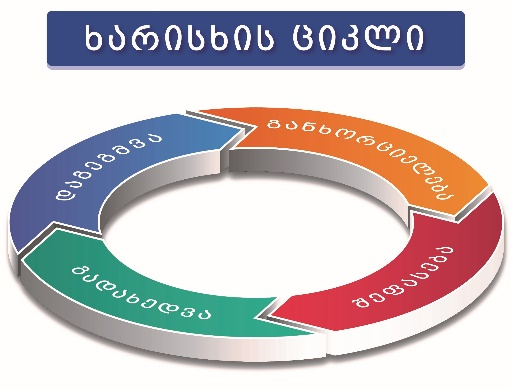 ხარისხის ციკლი
დაგეგმვა
განხორციელება
შეფასება
გადახედვა